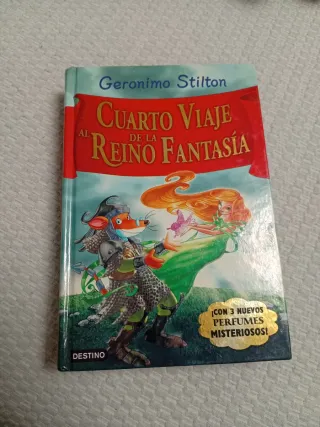 Geronimo Stilton
CUARTO VIAJE
AL
DE LA
REINO FANTASÍA
¡CON 3 NUEVOS
PERFUMES
MISTERIOSOS!
DESTINO